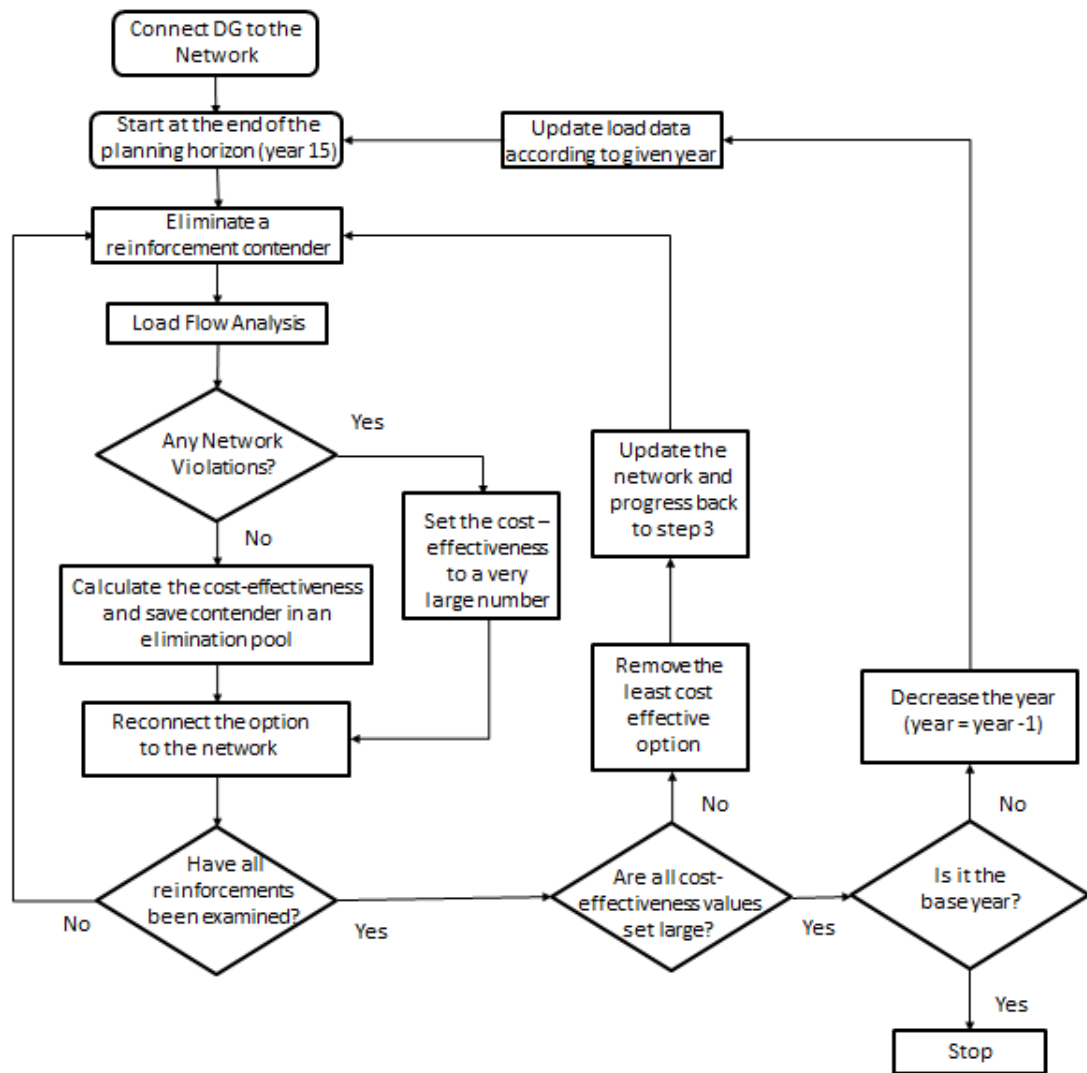 Connect DG to the
Network
Start at the end of the
planning horizon (year 15)
Update load data
according to given year
Eliminate a
reinforcement contender
Load Flow Analysis
Any Network
Violations?
Yes
No
Set the cost –
effectiveness
to a very
large number
Update the
network and
progress back
to step 3
Calculate the cost-effectiveness
and save contender in an
elimination pool
Remove the
least cost
effective
option
Decrease the year
(year = year -1)
Reconnect the option
to the network
No
No
Have all
reinforcements
been examined?
No
Yes
Are all cost-
effectiveness values
set large?
Yes
Is it the
base year?
Yes
Stop